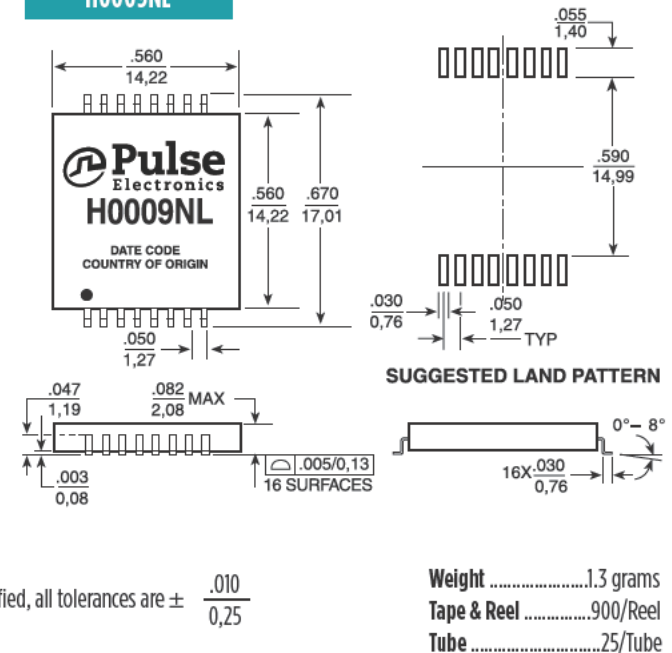 H0009NL
.560
14,22
Pulse
Electronics
H0009NL
DATE CODE
COUNTRY OF ORIGIN
.560
14,22
.670
17,01
.050
1,27
.055
1,40
.590
14,99
.030
0,76
.050
1,27
TYP
SUGGESTED LAND PATTERN
.047
1,19
.082
2,08
MAX
.003
0,08
.005/0,13
16 SURFACES
0°– 8°
16X .030
0,76
all tolerances are ± .010
0,25
Weight .....................1.3 grams
Tape & Reel ...............900/Reel
Tube ............................25/Tube